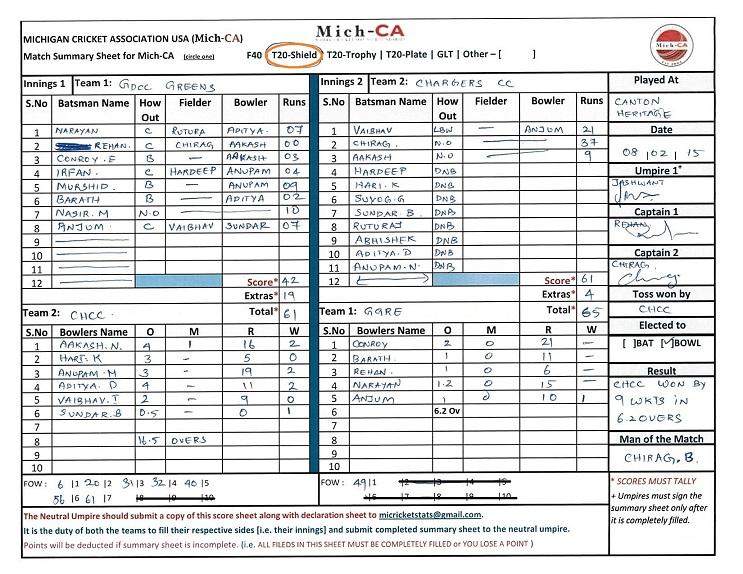 MICHIGAN CRICKET ASSOCIATION USA (Mich-CA)
Mich-CA
Mich-CA
Match Summary Sheet for Mich-CA (circle one) F40 T20-Shield | T20-Trophy | T20-Plate | GLT | Other – [ ]
Innings 1 Team 1: GDCC GREENS
S.No Batsman Name How Out Fielder Bowler Runs
1 NARAYAN C RUTURA ADITYA. 07
2 REHAN. C CHIRAG AAKASH 00
3 CONROY.E B — AAKASH 03
4 IRFAN. C HARDEEP ANUPAM 04
5 MURSHID. B — ANUPAM 09
6 BARATH B — ADITYA 02
7 NASIR.M N.O 10
8 ANJUM. C VAIBHAV SUNDAR 07
9
10
11
12 Score* 42
Extras* 19
Total* 61
Innings 2 Team 2: CHARGERS CC
S.No Batsman Name How Out Fielder Bowler Runs
1 VAIBHAV LBW — ANJUM 21
2 CHIRAG. N.O 37
3 AAKASH N.O 9
4 HARDEEP DNB
5 HARI.K DNB
6 SUYOG.G DNB
7 SUNDAR.B. DNB
8 RUTURAJ DNB
9 ABHISHEK DNB
10 ADITYA.D DNB
11 ANUPAM.N. DNB
12 Score* 61
Extras* 4
Total* 65
Team 2: CHCC.
S.No Bowlers Name O M R W
1 AAKASH.N. 4 1 16 2
2 HARI.K 3 - 5 0
3 ANUPAM.M 3 - 19 2
4 ADITYA.D 4 - 11 2
5 VAIBHAV.T 2 - 9 0
6 SUNDAR.B 0.5 - 0 1
7
8 16.5 OVERS
9
10
FOW: 6 |1 20 |2 31 |3 32 |4 40 |5
56 |6 61 |7 |8 |9 |10
Team 1: GGRE
S.No Bowlers Name O M R W
1 CONROY 2 0 21 —
2 BARATH. 1 0 11 —
3 REHAN. 1 0 6 —
4 NARAYAN 1.2 0 15 —
5 ANJUM 1 0 10 1
6 6.2 Ov
7
8
9
10
FOW: 49 |1 |2 |3 |4 |5
|6 |7 |8 |9 |10
Played At
CANTON
HERITAGE
Date
08|02|15
Umpire 1+
JASHWANT
Captain 1
REHAN
Captain 2
CHIRAG
Toss won by
CHCC
Elected to
[ ]BAT [✓]BOWL
Result
CHCC WON BY
9 WKTS IN
6.2 OVERS
Man of the Match
CHIRAG.B.
* SCORES MUST TALLY
+ Umpires must sign
the summary sheet
only after
it is completely filled.
The Neutral Umpire should submit a copy of this score sheet along with declaration sheet to micricketstats@gmail.com.
It is the duty of both the teams to fill their respective sides [i.e. their innings] and submit completed summary sheet to the neutral umpire.
Points will be deducted if summary sheet is incomplete. (i.e. ALL FILEDS IN THIS SHEET MUST BE COMPLETELY FILLED or YOU LOSE A POINT )